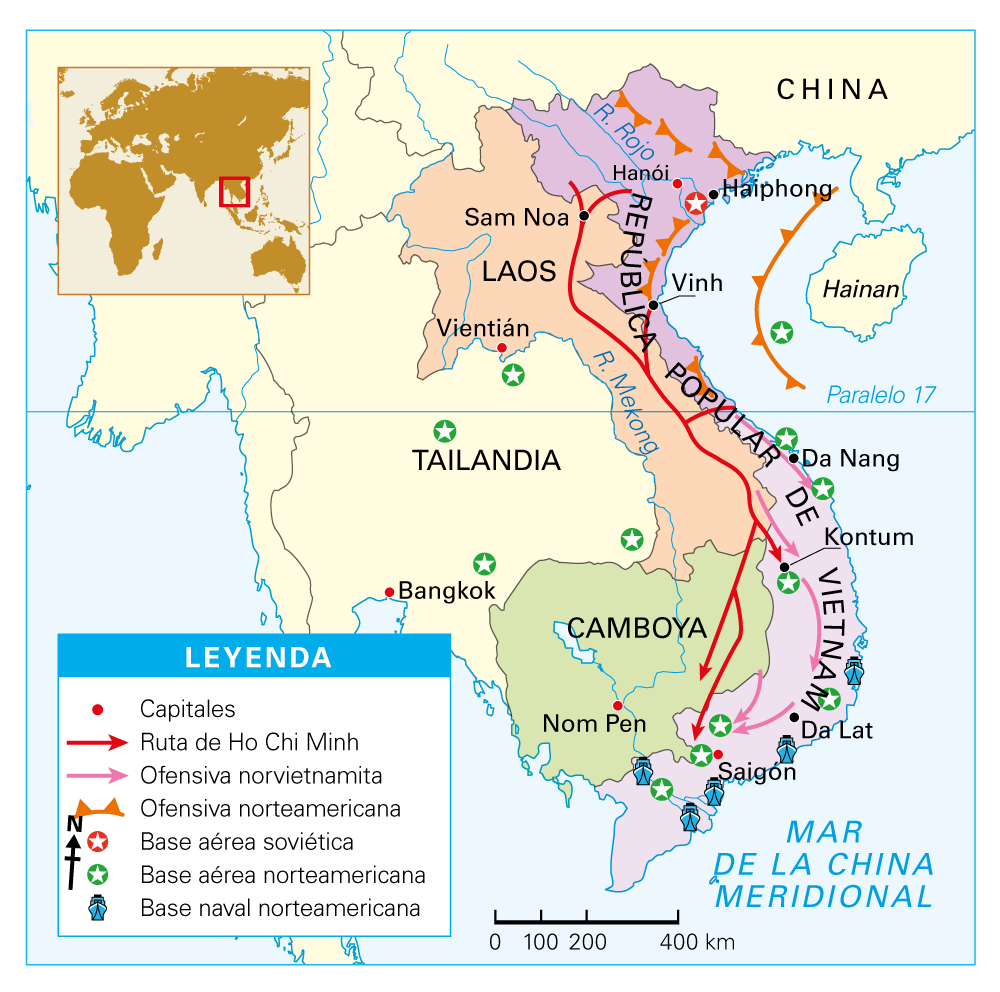 CHINA
R. Rojo
Hanói
Haiphong
Sam Noa
REPÚBLICA
LAOS
Vinh
Hainan
Vientián
R. Mekong
POPULAR
Paralelo 17
TAILANDIA
Da Nang
DE
Kontum
Bangkok
VIETNAM
CAMBOYA
Nom Pen
Da Lat
Saigón
MAR
DE LA CHINA
MERIDIONAL
LEYENDA
Capitales
Ruta de Ho Chi Minh
Ofensiva norvietnamita
Ofensiva norteamericana
N
Base aérea soviética
Base aérea norteamericana
Base naval norteamericana
0 100 200 400 km